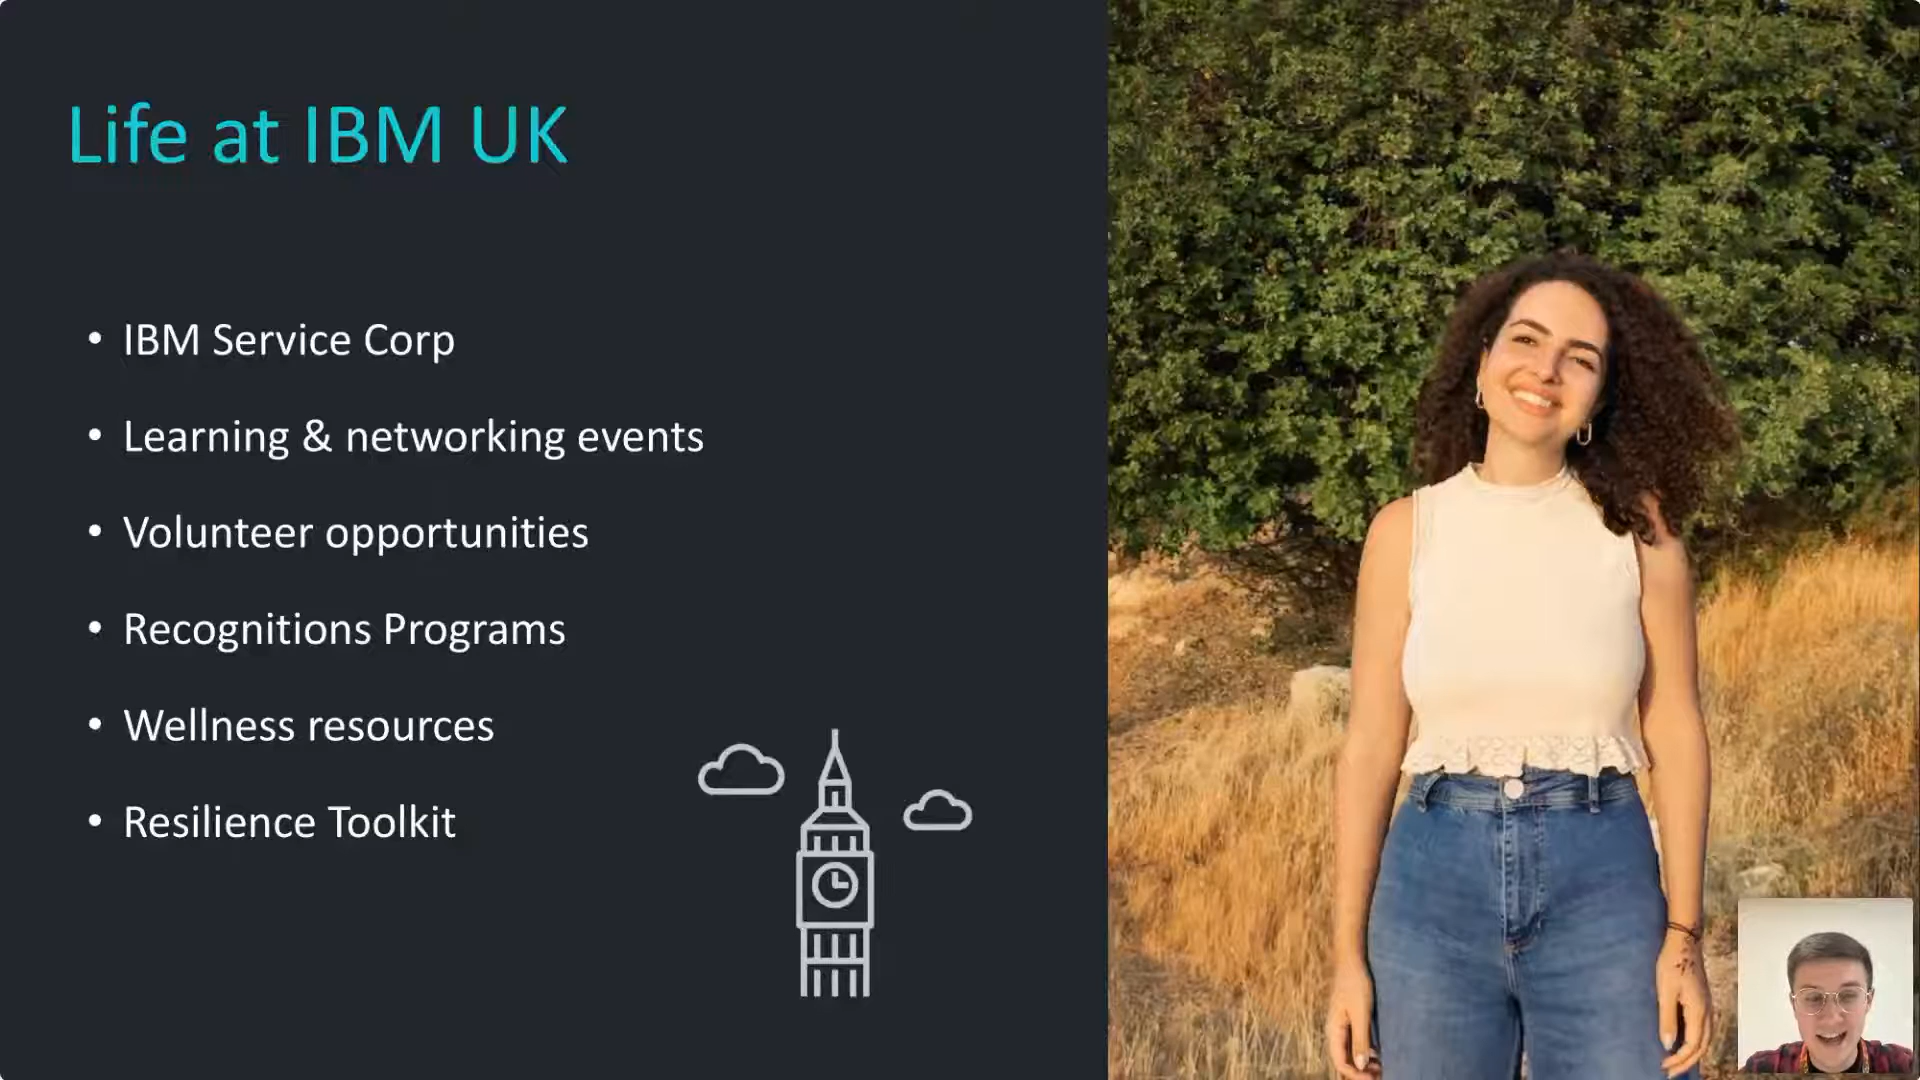 Life at IBM UK
• IBM Service Corp
• Learning & networking events
• Volunteer opportunities
• Recognitions Programs
• Wellness resources
• Resilience Toolkit